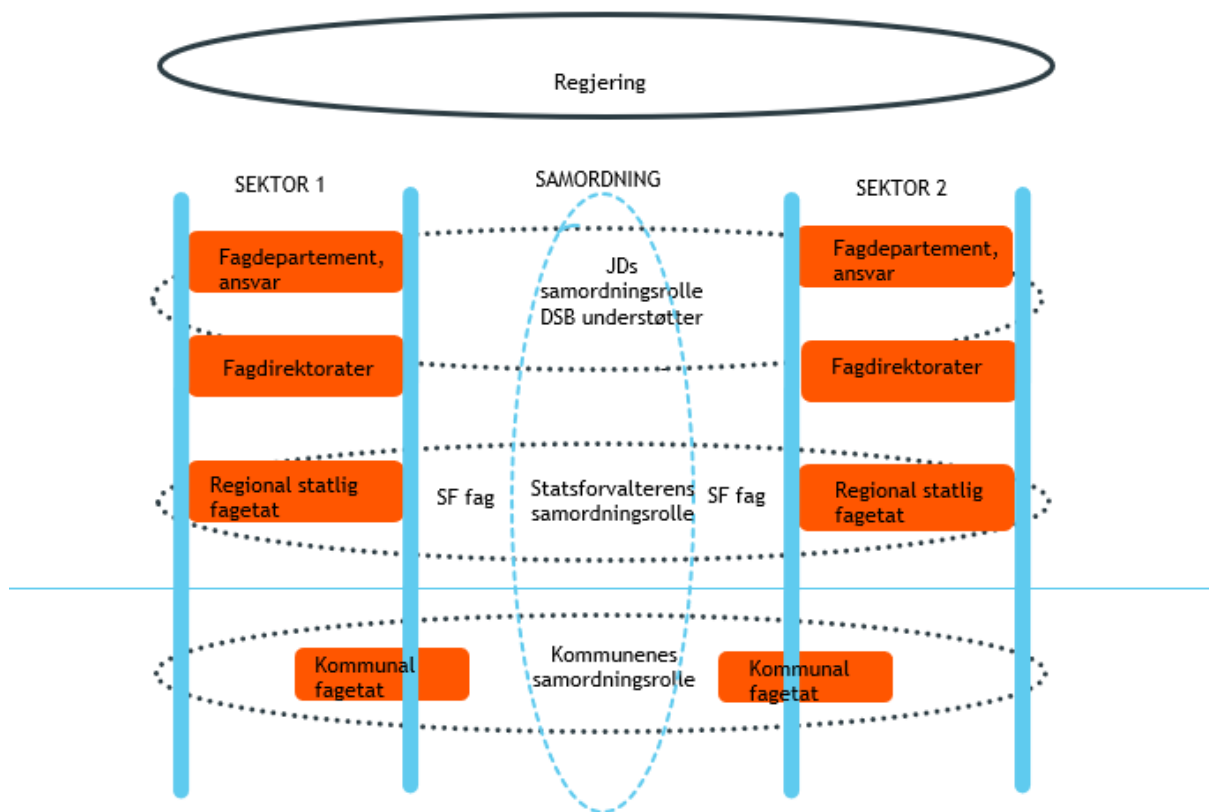 Regjering
SEKTOR 1
SAMORDNING
SEKTOR 2
Fagdepartement,
ansvar
JDs
samordningsrolle
DSB understøtter
Fagdepartement,
ansvar
Fagdirektorater
Fagdirektorater
Regional statlig
fagetat
SF fag
Statsforvalterens
samordningsrolle
SF fag
Regional statlig
fagetat
Kommunal
fagetat
Kommunenes
samordningsrolle
Kommunal
fagetat